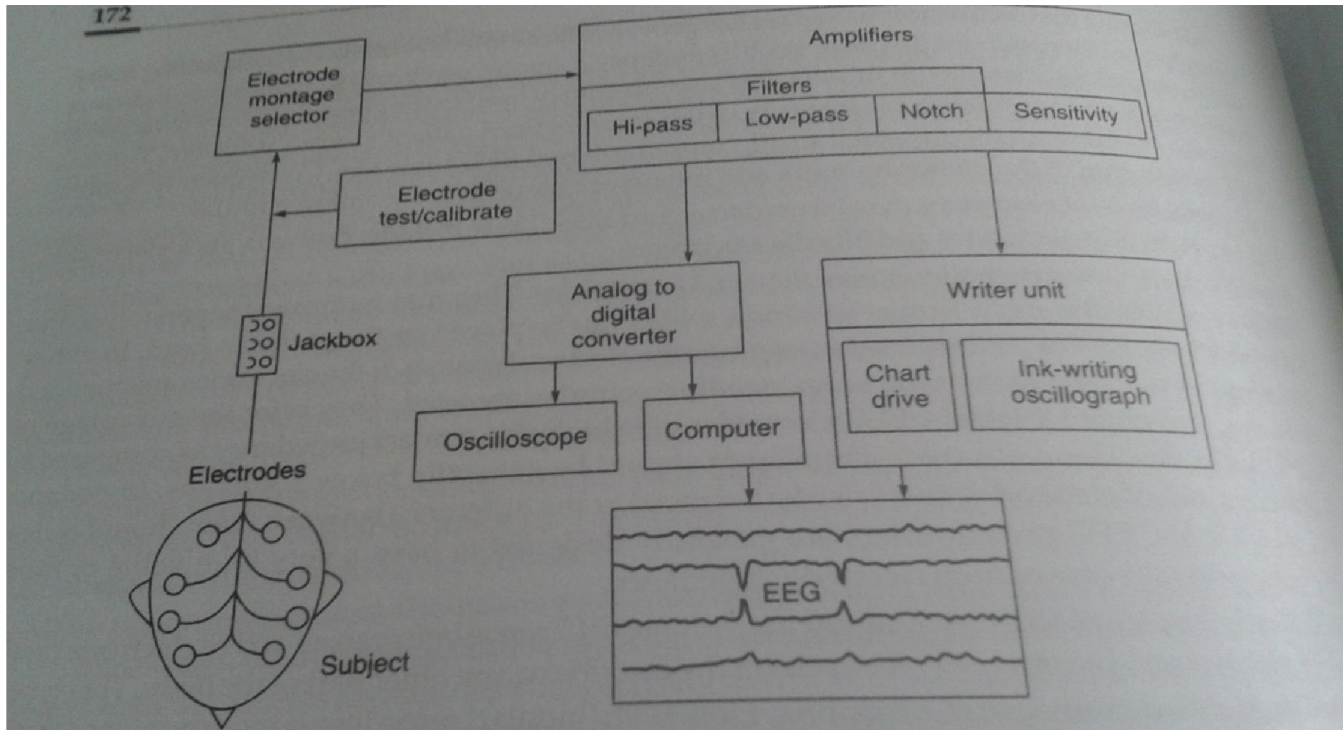 172
Electrode
montage
selector
Amplifiers
Filters
Hi-pass
Low-pass
Notch
Sensitivity
Electrode
test/calibrate
Analog to
digital
converter
Writer unit
Jackbox
Chart
drive
Ink-writing
oscillograph
Oscilloscope
Computer
Electrodes
EEG
Subject